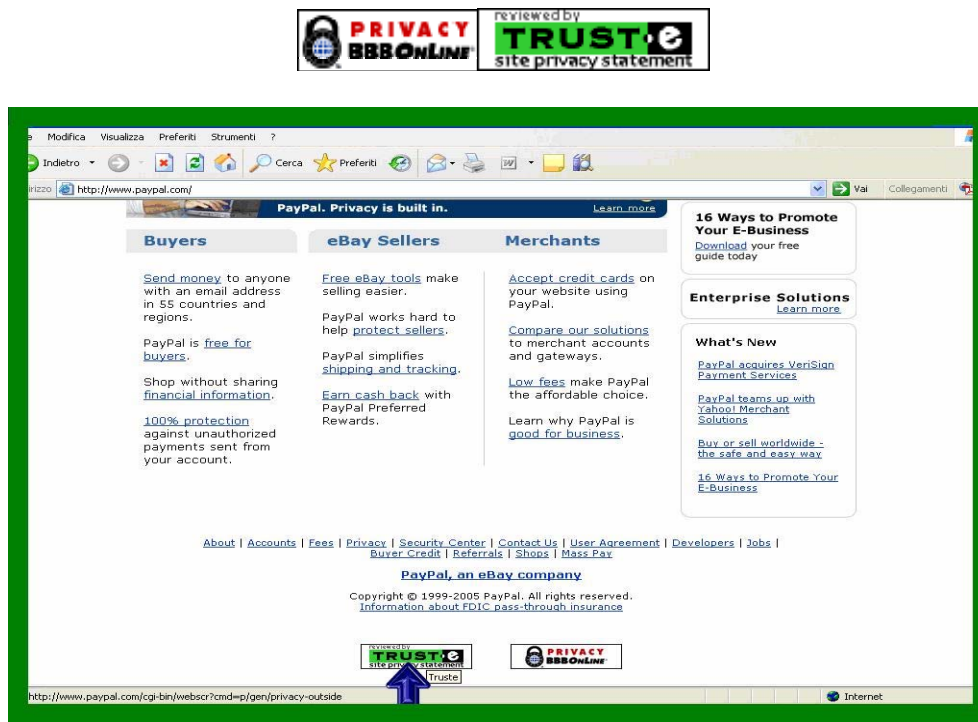 PRIVACY
BBBONLINE
reviewed by
TRUST·e
site privacy statement
Modifica Visualizza Preferiti Strumenti ?
Indietro Cerca Preferiti
irizzo http://www.paypal.com/ Vai Collegamenti
PayPal. Privacy is built in. Learn more
Buyers
Send money to anyone
with an email address
in 55 countries and
regions.
PayPal is free for
buyers.
Shop without sharing
financial information.
100% protection
against unauthorized
payments sent from
your account.
eBay Sellers
Free eBay tools make
selling easier.
PayPal works hard to
help protect sellers.
PayPal simplifies
shipping and tracking.
Earn cash back with
PayPal Preferred
Rewards.
Merchants
Accept credit cards on
your website using
PayPal.
Compare our solutions
to merchant accounts
and gateways.
Low fees make PayPal
the affordable choice.
Learn why PayPal is
good for business.
16 Ways to Promote
Your E-Business
Download your free
guide today
Enterprise Solutions
Learn more
What's New
PayPal acquires VeriSign
Payment Services
PayPal teams up with
Yahoo! Merchant
Solutions
Buy or sell worldwide -
the safe and easy way
16 Ways to Promote Your
E-Business
About | Accounts | Fees | Privacy | Security Center | Contact Us | User Agreement | Developers | Jobs |
Buyer Credit | Referrals | Shops | Mass Pay
PayPal, an eBay company
Copyright © 1999-2005 PayPal. All rights reserved.
Information about FDIC pass-through insurance
reviewed by
TRUST·e
site privacy statement
PRIVACY
BBBONLINE
Truste
http://www.paypal.com/cgi-bin/webscr?cmd=p/gen/privacy-outside Internet